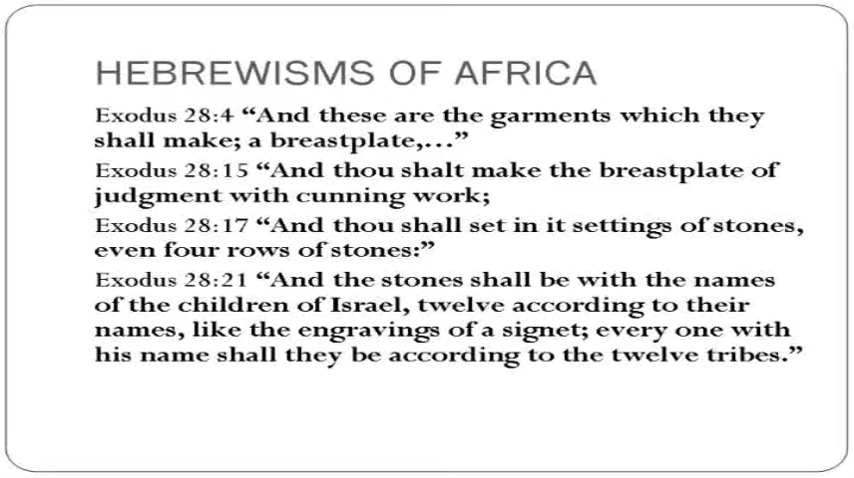 HEBREWISMS OF AFRICA
Exodus 28:4 “And these are the garments which they
shall make; a breastplate,…”
Exodus 28:15 “And thou shalt make the breastplate of
judgment with cunning work;
Exodus 28:17 “And thou shall set in it settings of stones,
even four rows of stones:”
Exodus 28:21 “And the stones shall be with the names
of the children of Israel, twelve according to their
names, like the engravings of a signet; every one with
his name shall they be according to the twelve tribes.”